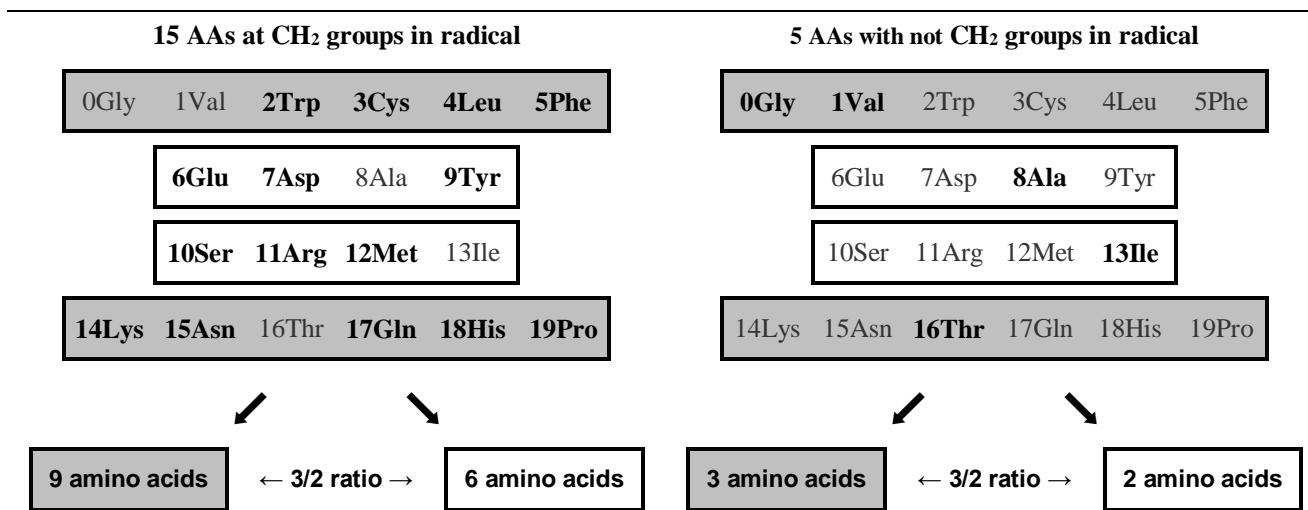 15 AAs at CH₂ groups in radical
0Gly 1Val 2Trp 3Cys 4Leu 5Phe
6Glu 7Asp 8Ala 9Tyr
10Ser 11Arg 12Met 13Ile
14Lys 15Asn 16Thr 17Gln 18His 19Pro
9 amino acids ← 3/2 ratio → 6 amino acids
5 AAs with not CH₂ groups in radical
0Gly 1Val 2Trp 3Cys 4Leu 5Phe
6Glu 7Asp 8Ala 9Tyr
10Ser 11Arg 12Met 13Ile
14Lys 15Asn 16Thr 17Gln 18His 19Pro
3 amino acids ← 3/2 ratio → 2 amino acids